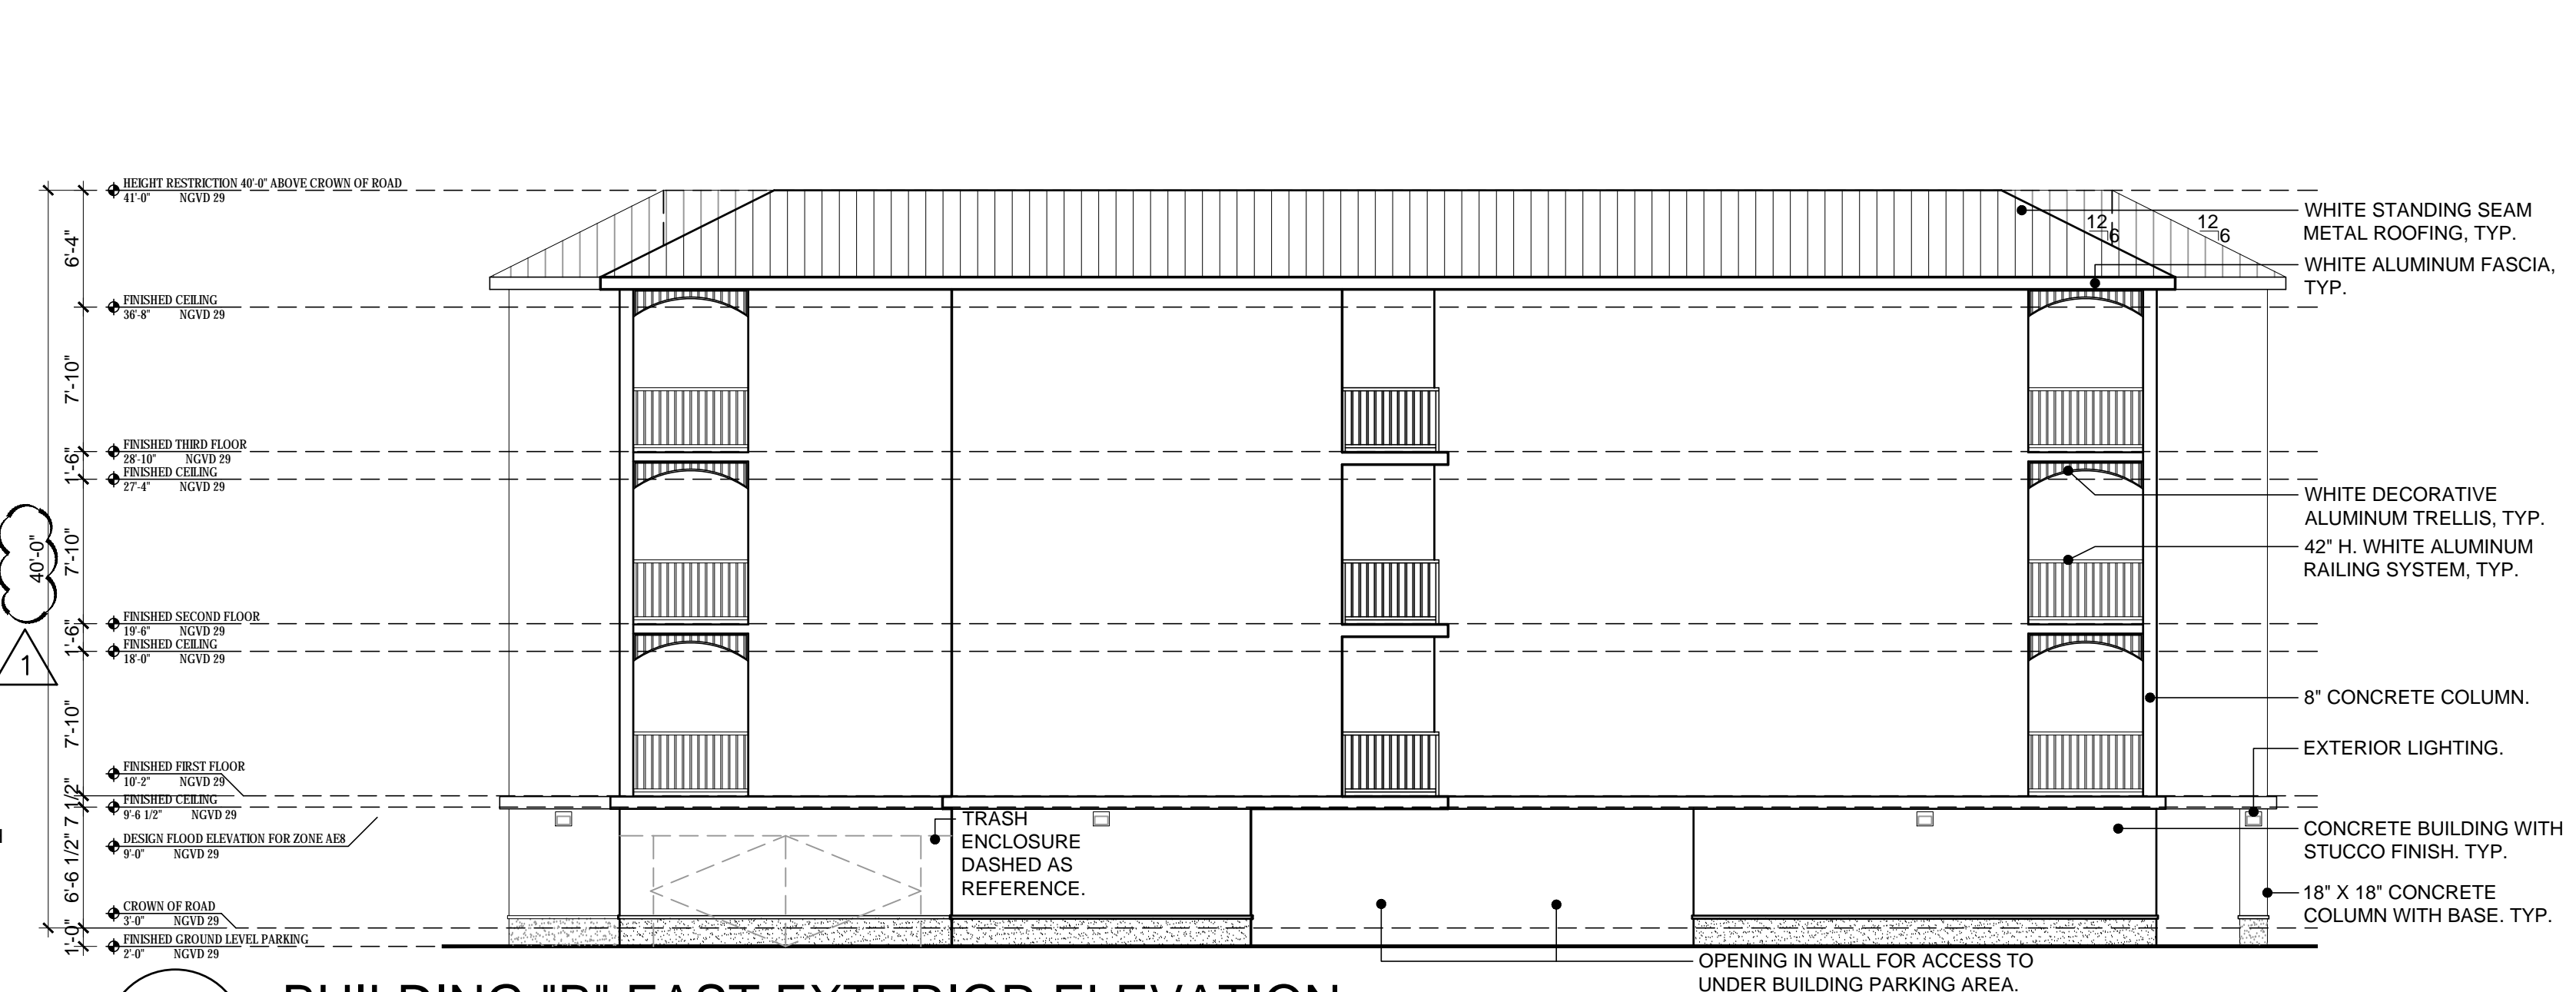 HEIGHT RESTRICTION 40'-0" ABOVE CROWN OF ROAD
41'-0" NGVD 29
6'-4"
FINISHED CEILING
36'-8" NGVD 29
7'-10"
FINISHED THIRD FLOOR
28'-10" NGVD 29
1'-6"
FINISHED CEILING
27'-4" NGVD 29
40'-0"
7'-10"
FINISHED SECOND FLOOR
19'-6" NGVD 29
1'-6"
FINISHED CEILING
18'-0" NGVD 29
1
7'-10"
FINISHED FIRST FLOOR
10'-2" NGVD 29
7 1/2"
FINISHED CEILING
9'-6 1/2" NGVD 29
6'-6 1/2"
DESIGN FLOOD ELEVATION FOR ZONE AE8
9'-0" NGVD 29
CROWN OF ROAD
3'-0" NGVD 29
1'-0"
FINISHED GROUND LEVEL PARKING
2'-0" NGVD 29
12
6
12
6
WHITE STANDING SEAM
METAL ROOFING, TYP.
WHITE ALUMINUM FASCIA,
TYP.
WHITE DECORATIVE
ALUMINUM TRELLIS, TYP.
42" H. WHITE ALUMINUM
RAILING SYSTEM, TYP.
8" CONCRETE COLUMN.
EXTERIOR LIGHTING.
CONCRETE BUILDING WITH
STUCCO FINISH. TYP.
18" X 18" CONCRETE
COLUMN WITH BASE. TYP.
TRASH
ENCLOSURE
DASHED AS
REFERENCE.
OPENING IN WALL FOR ACCESS TO
UNDER BUILDING PARKING AREA.
BUILDING "B" EAST EXTERIOR ELEVATION